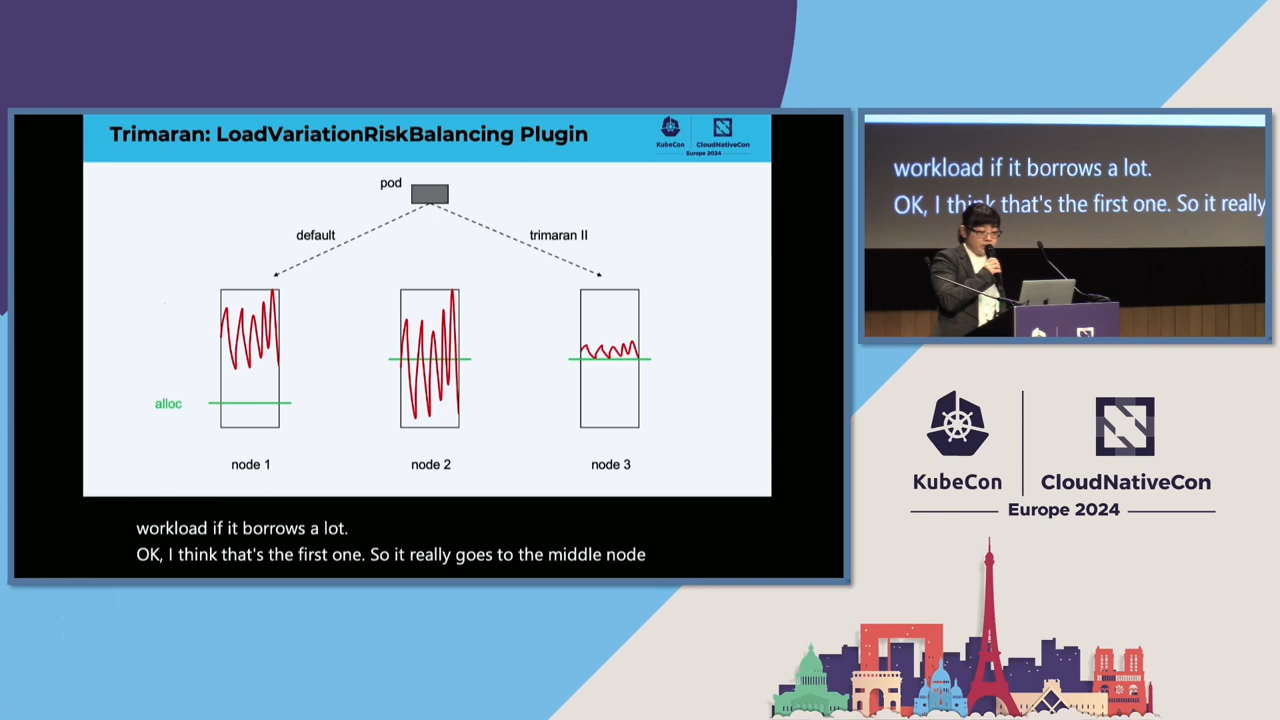 Trimaran: LoadVariationRiskBalancing Plugin
KubeCon
CloudNativeCon
Europe 2024
pod
default
trimaran II
alloc
node 1
node 2
node 3
workload if it borrows a lot.
OK, I think that's the first one. So it really goes to the middle node
workload if it borrows a lot.
OK, I think that's the first one. So it really
KubeCon
CloudNativeCon
Europe 2024